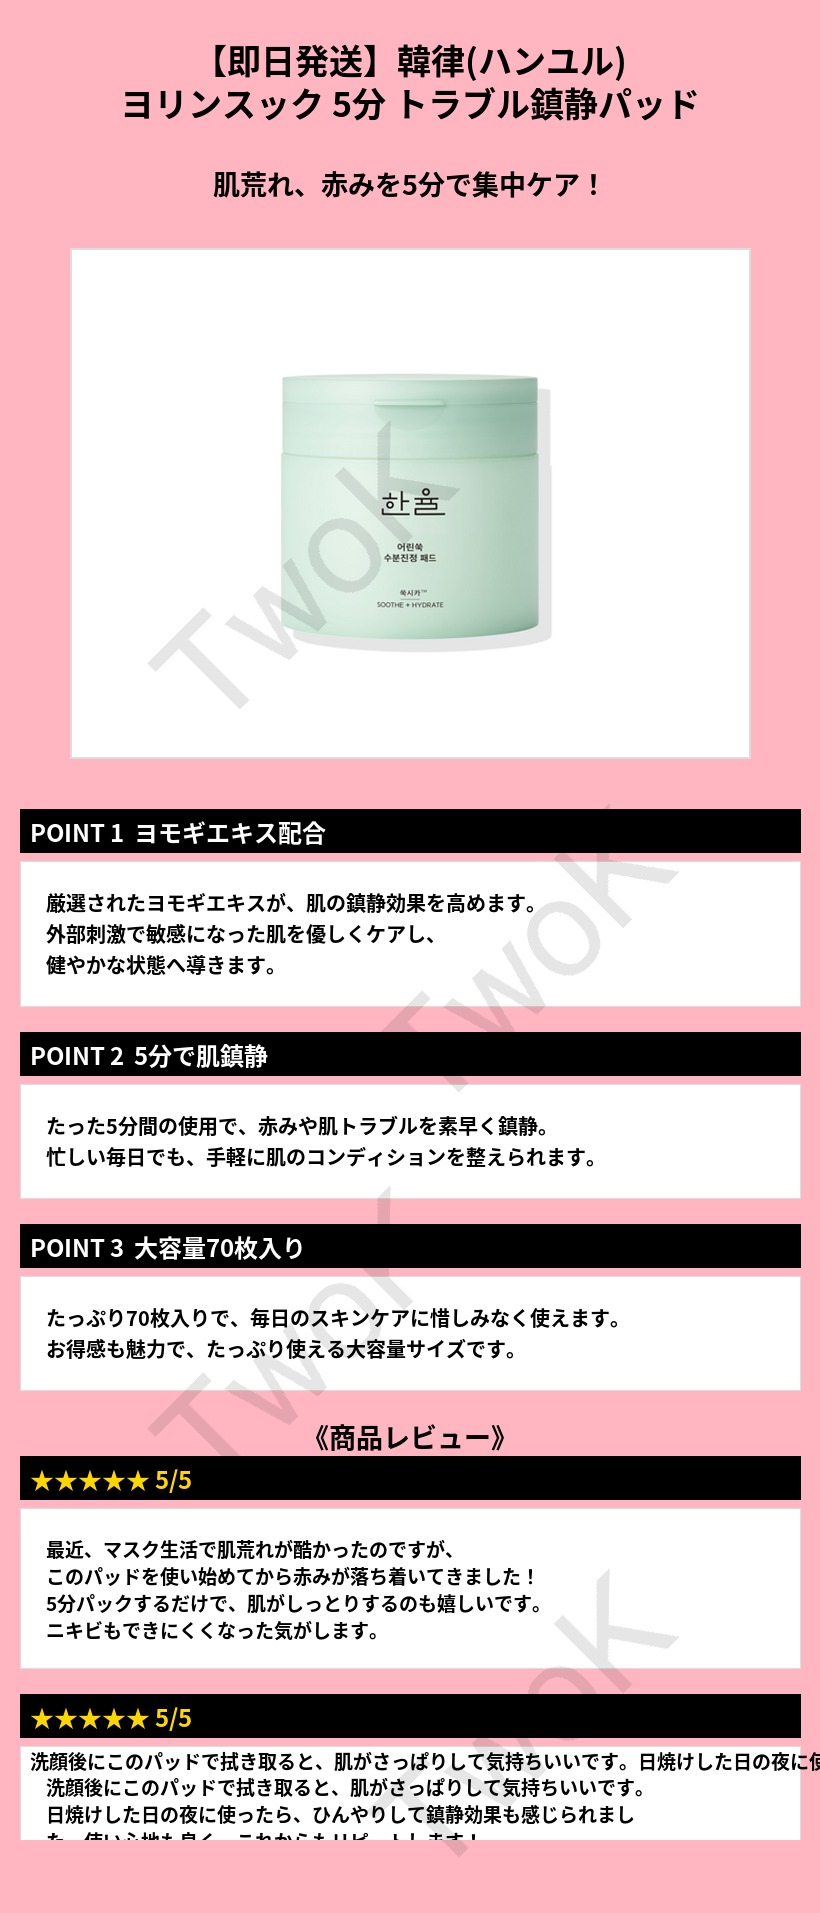 【即日発送】韓律(ハンユル)
ヨリンスック 5分 トラブル鎮静パッド
肌荒れ、赤みを5分で集中ケア！
한율
어린쑥
수분진정 패드
쑥시카™
SOOTHE + HYDRATE
TwoK
POINT 1 ヨモギエキス配合
厳選されたヨモギエキスが、肌の鎮静効果を高めます。
外部刺激で敏感になった肌を優しくケアし、
健やかな状態へ導きます。
TwoK
POINT 2 5分で肌鎮静
たった5分間の使用で、赤みや肌トラブルを素早く鎮静。
忙しい毎日でも、手軽に肌のコンディションを整えられます。
POINT 3 大容量70枚入り
たっぷり70枚入りで、毎日のスキンケアに惜しみなく使えます。
お得感も魅力で、たっぷり使える大容量サイズです。
TwoK
《商品レビュー》
★★★★★ 5/5
最近、マスク生活で肌荒れが酷かったのですが、
このパッドを使い始めてから赤みが落ち着いてきました！
5分パックするだけで、肌がしっとりするのも嬉しいです。
ニキビもできにくくなった気がします。
★★★★★ 5/5
洗顔後にこのパッドで拭き取ると、肌がさっぱりして気持ちいいです。日焼けした日の夜に使
洗顔後にこのパッドで拭き取ると、肌がさっぱりして気持ちいいです。
日焼けした日の夜に使ったら、ひんやりして鎮静効果も感じられまし
た。使い心地も良く、これからもリピートします！
TwoK